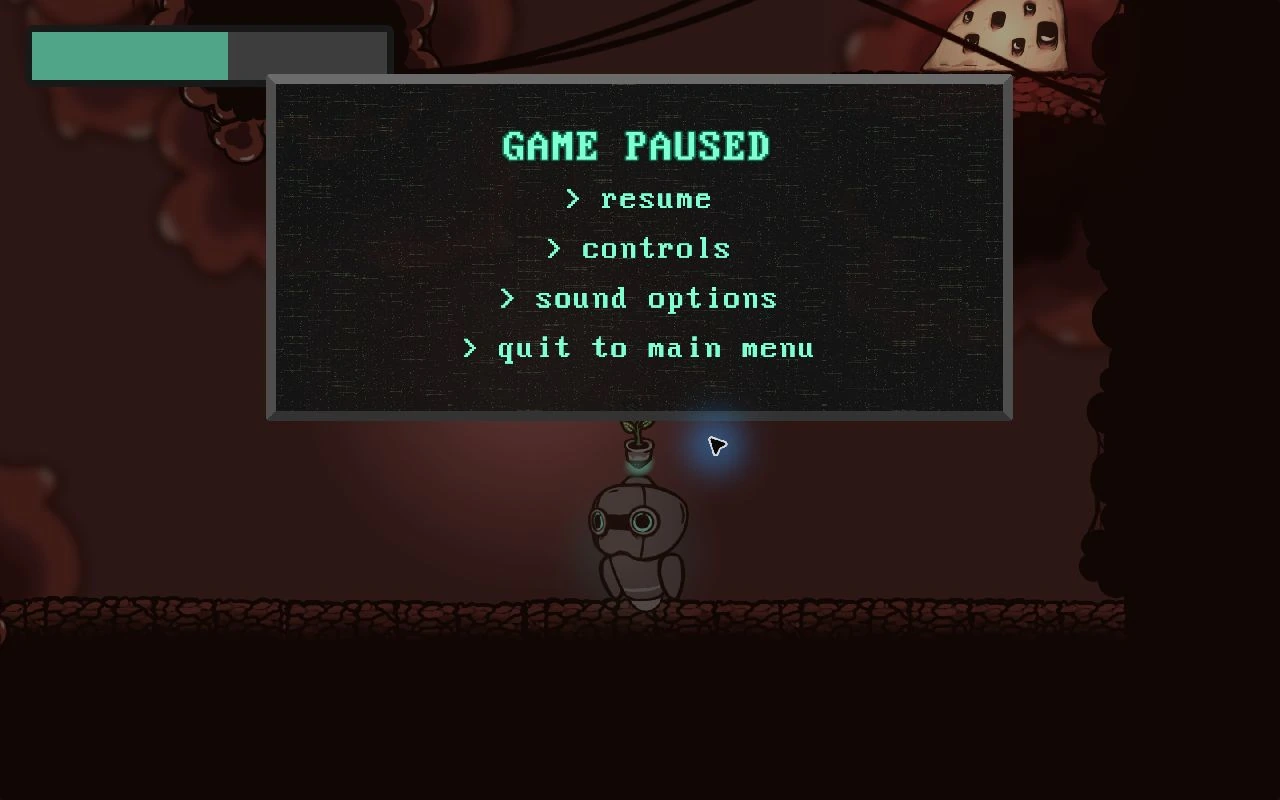 GAME PAUSED
> resume
> controls
> sound options
> quit to main menu